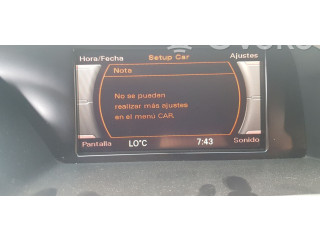 Hora/Fecha Setup Car Ajustes
Nota
No se pueden
realizar más ajustes
en el menú CAR.
Pantalla LO°C 7:43 Sonido